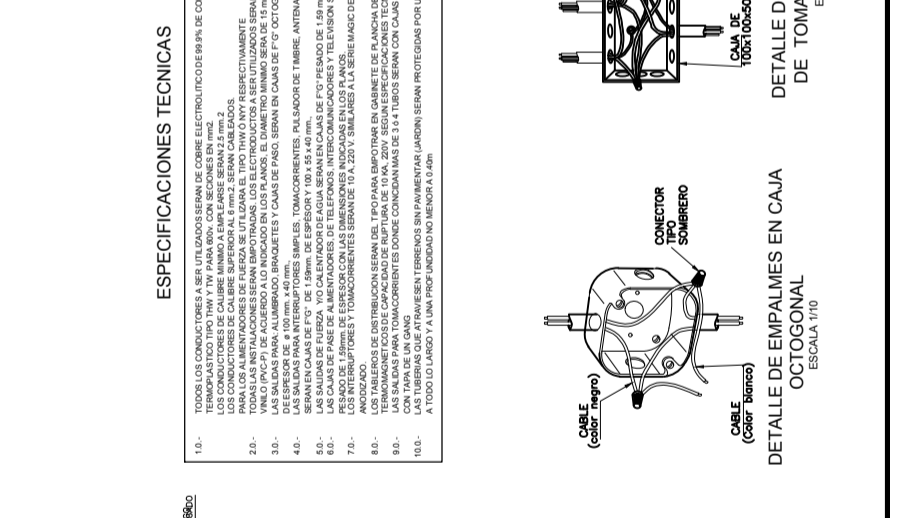 ESPECIFICACIONES TECNICAS
1.0.- TODOS LOS CONDUCTORES A SER UTILIZADOS SERAN DE COBRE ELECTROLITICO DE 99.9% DE CO
TERMOPLASTICO TIPO THW Y TW PARA 600v. CON SECIONES EN mm2.
LOS CONDUCTORES DE CALIBRE MINIMO A EMPLEARSE SERAN 2.5 mm.2
LOS CONDUCTORES DE CALIBRE SUPERIOR AL 6 mm.2, SERAN CABLEADOS.
PARA LOS ALIMENTADORES DE FUERZA SE UTILIZARA EL TIPO THW O NYY RESPECTIVAMENTE
2.0.- TODAS LAS INSTALACIONES SERAN EMPOTRADAS, LOS ELECTRODUCTOS A SER UTILIZADOS SERA
VINILO (PVC-P) DE ACUERDO A LO INDICADO EN LOS PLANOS, EL DIAMETRO MINIMO SERA DE 15 m
3.0.- LAS SALIDAS PARA: ALUMBRADO, BRAQUETES Y CAJAS DE PASO, SERAN EN CAJAS DE F°G° OCTOG
DE ESPESOR DE ø 100 mm. x 40 mm.,
4.0.- LAS SALIDAS PARA INTERRUPTORES SIMPLES, TOMACORRIENTES, PULSADOR DE TIMBRE, ANTENA
SERAN EN CAJAS DE F°G° DE 1.59mm. DE ESPESOR Y 100 x 55 x 40 mm.,
5.0.- LAS SALIDAS DE FUERZA Y/O CALENTADOR DE AGUA SERAN EN CAJAS DE F°G° PESADO DE 1.59 m
6.0.- LAS CAJAS DE PASE DE ALIMENTADORES, DE TELEFONOS, INTERCOMUNICADORES Y TELEVISION S
PESADO DE 1.59mm. DE ESPESOR CON LAS DIMENSIONES INDICADAS EN LOS PLANOS.
7.0.- LOS INTERRUPTORES Y TOMACORRIENTES SERAN DE 10 A, 220 V. SIMILARES A LA SERIE MAGIC DE
ANODIZADO.
8.0.- LOS TABLEROS DE DISTRIBUCION SERAN DEL TIPO PARA EMPOTRAR EN GABINETE DE PLANCHA DE
TERMOMAGNETICOS DE CAPACIDAD DE RUPTURA DE 10 KA, 220V SEGUN ESPECIFICACIONES TEC
9.0.- LAS SALIDAS PARA TOMACORRIENTES DONDE COINCIDAN MAS DE 3 ó 4 TUBOS SERAN CON CAJAS
CON TAPA DE UN GANG
10.0.- LAS TUBERIAS QUE ATRAVIESEN TERRENOS SIN PAVIMENTAR (JARDIN) SERAN PROTEGIDAS POR U
A TODO LO LARGO Y A UNA PROFUNDIDAD NO MENOR A 0.40m
CABLE
(color negro)
CONECTOR
TIPO
SOMBRERO
CABLE
(Color blanco)
DETALLE DE EMPALMES EN CAJA
OCTOGONAL
ESCALA 1/10
CAJA DE
100x100x50
DETALLE D
DE TOMA
E